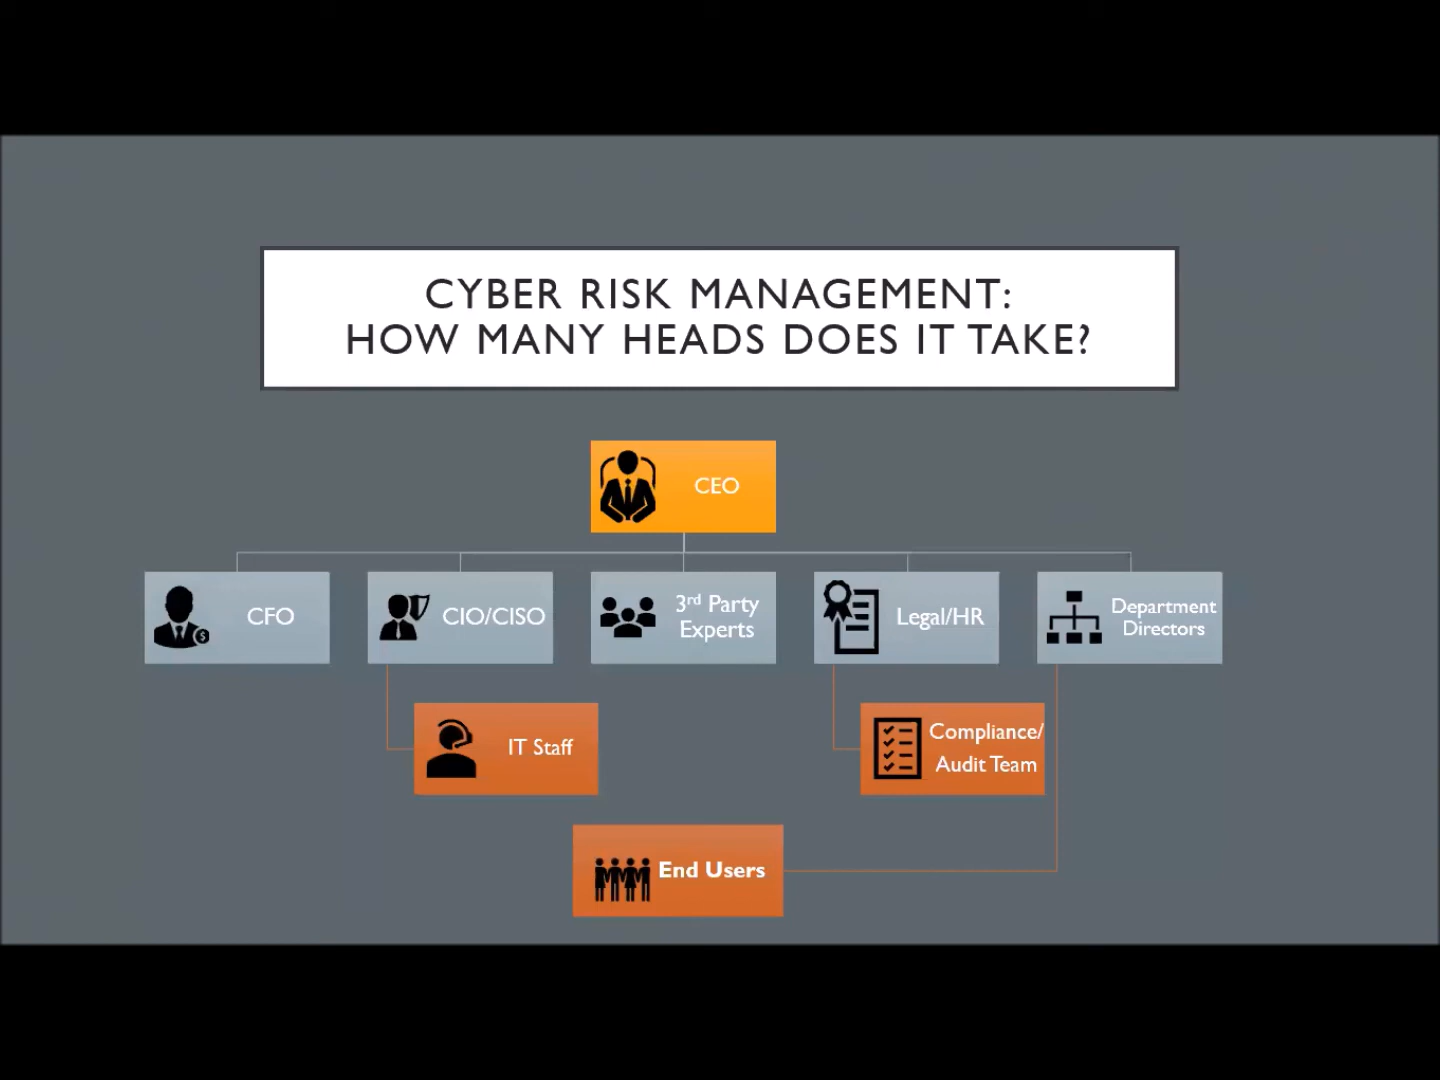 CYBER RISK MANAGEMENT:
HOW MANY HEADS DOES IT TAKE?
CEO
CFO
CIO/CISO
3rd Party
Experts
Legal/HR
Department
Directors
IT Staff
Compliance/
Audit Team
End Users